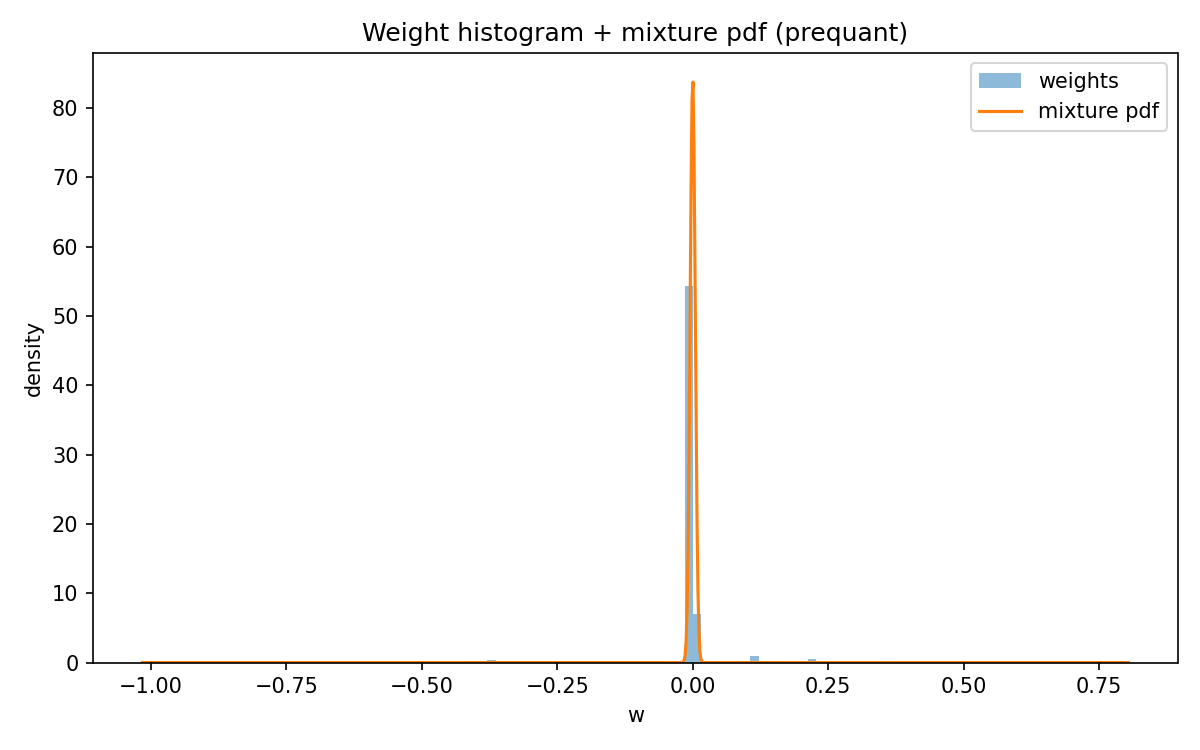 Weight histogram + mixture pdf (prequant)
weights
mixture pdf
density
80
70
60
50
40
30
20
10
0
−1.00 −0.75 −0.50 −0.25 0.00 0.25 0.50 0.75
w